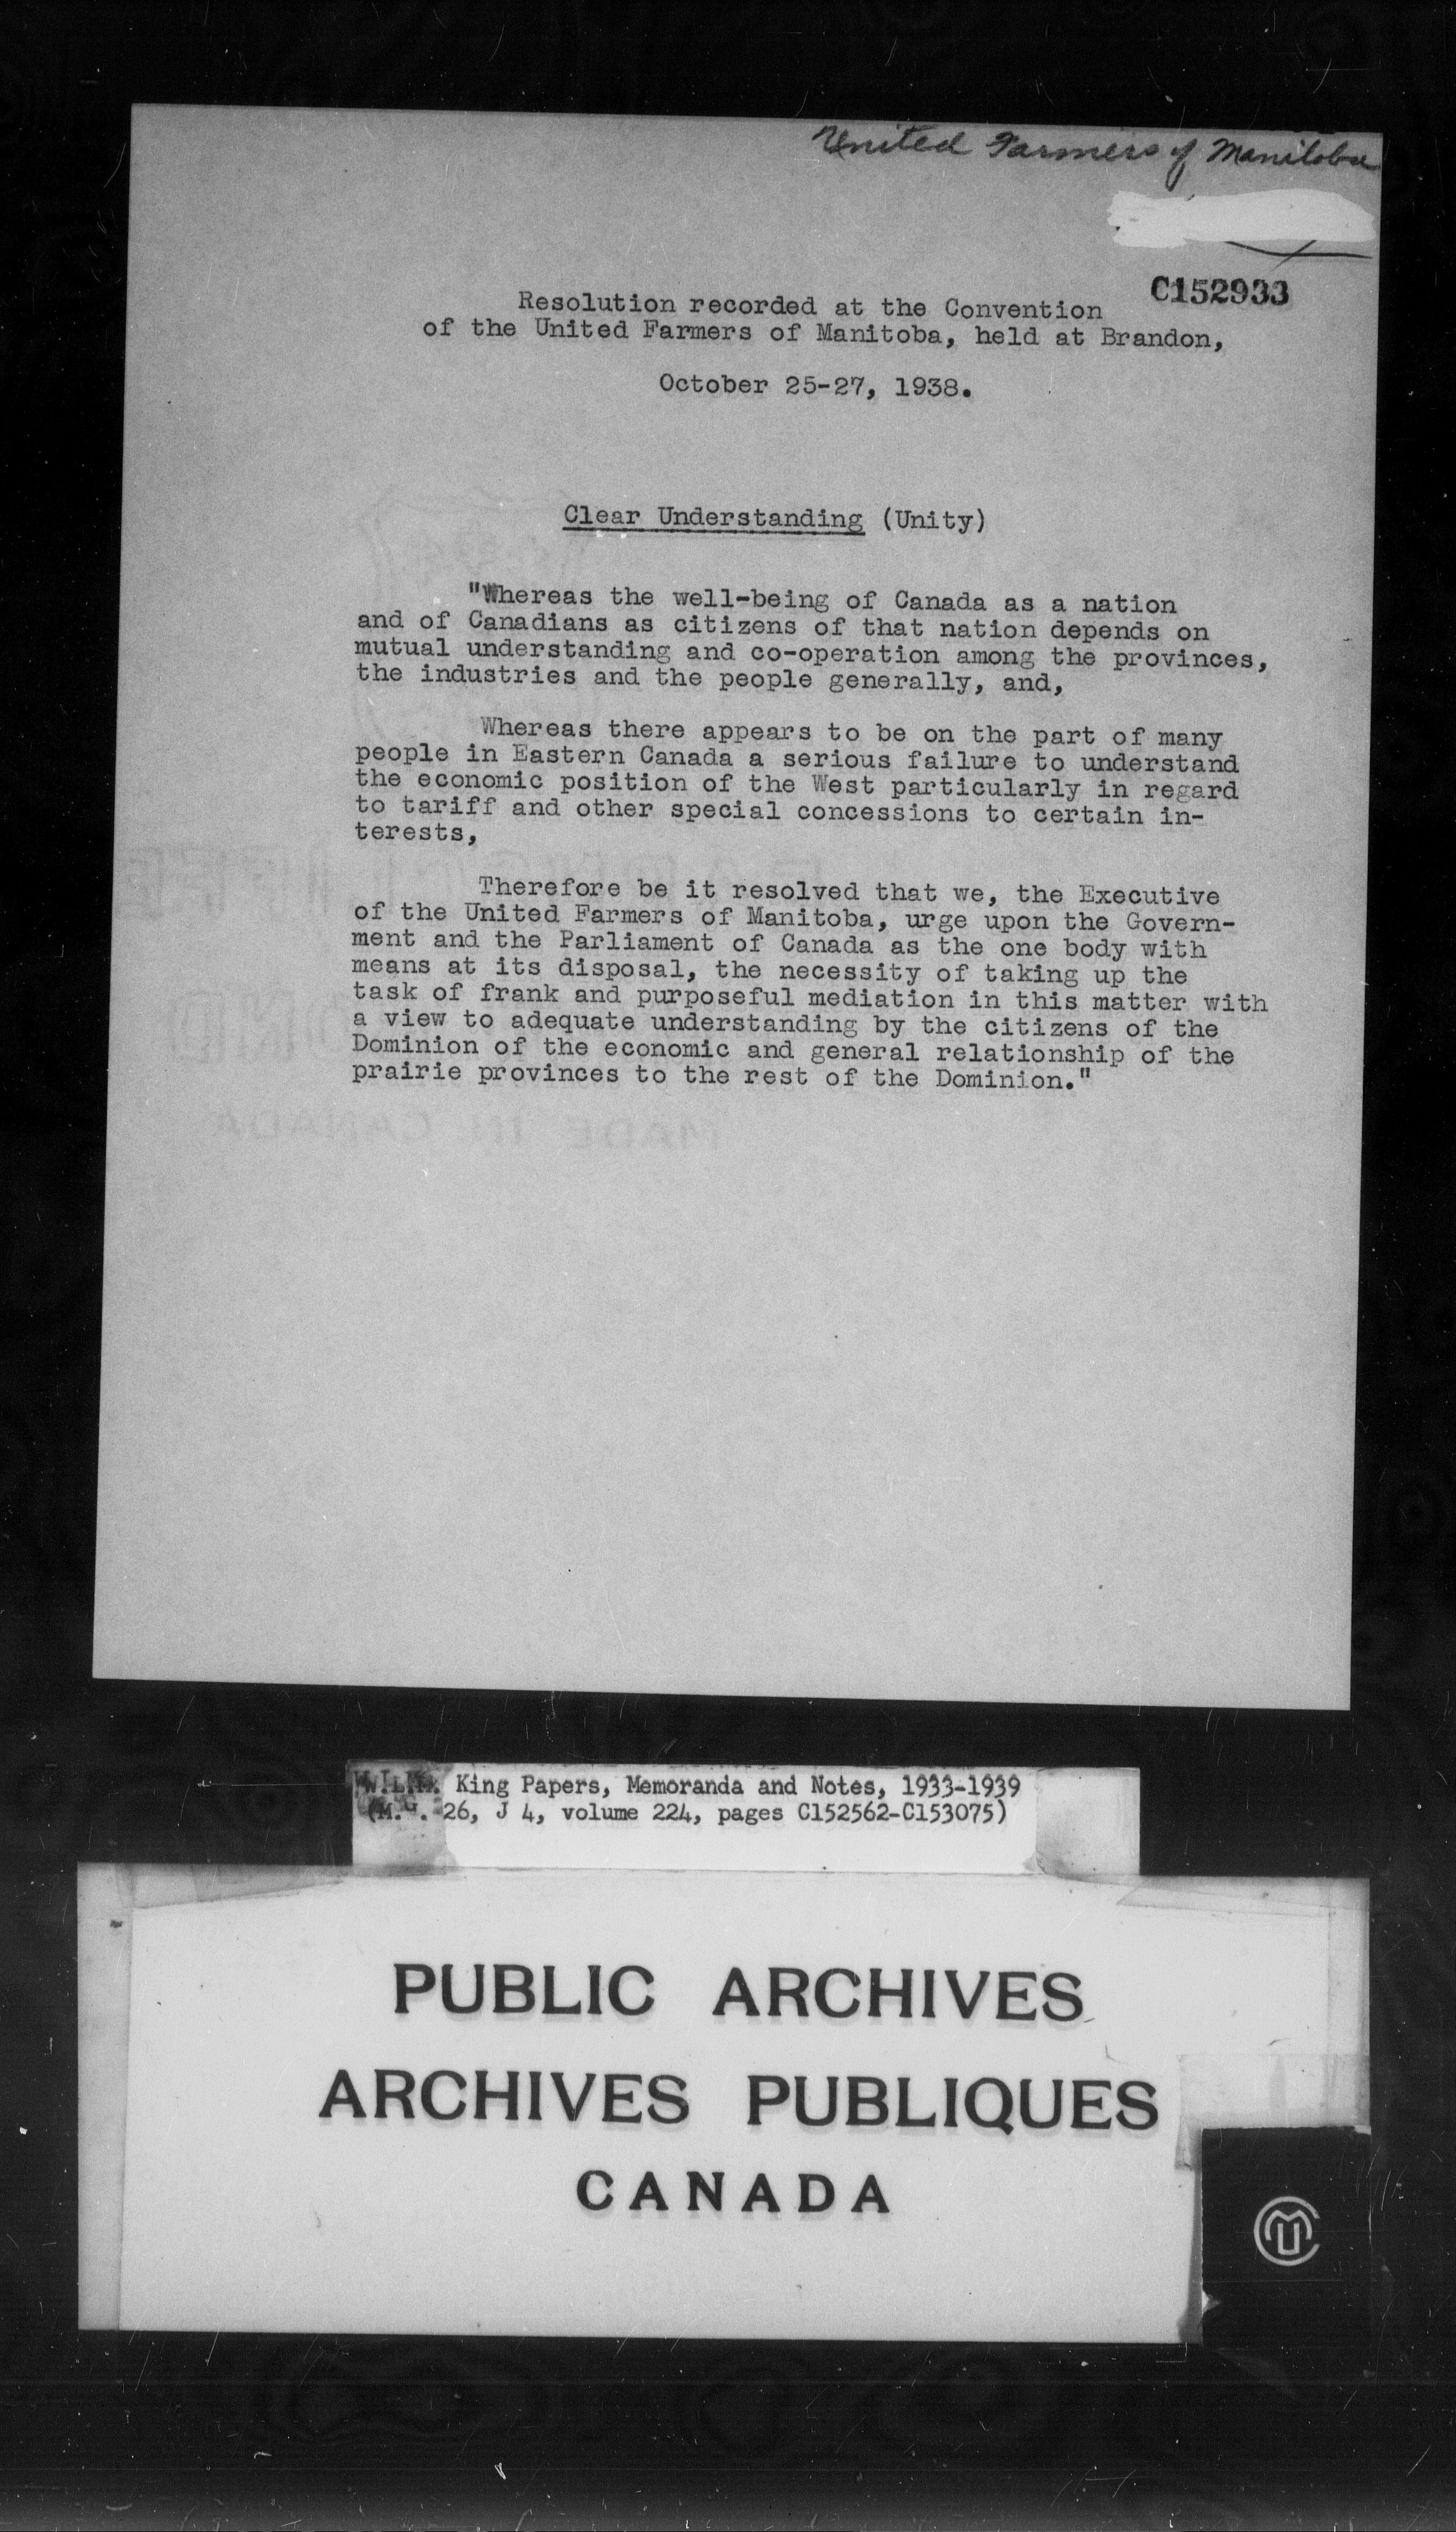 United Farmers of Manitoba
C152933
Resolution recorded at the Convention
of the United Farmers of Manitoba, held at Brandon,
October 25-27, 1938.
Clear Understanding (Unity)
"Whereas the well-being of Canada as a nation
and of Canadians as citizens of that nation depends on
mutual understanding and co-operation among the provinces,
the industries and the people generally, and,
Whereas there appears to be on the part of many
people in Eastern Canada a serious failure to understand
the economic position of the West particularly in regard
to tariff and other special concessions to certain in-
terests,
Therefore be it resolved that we, the Executive
of the United Farmers of Manitoba, urge upon the Govern-
ment and the Parliament of Canada as the one body with
means at its disposal, the necessity of taking up the
task of frank and purposeful mediation in this matter with
a view to adequate understanding by the citizens of the
Dominion of the economic and general relationship of the
prairie provinces to the rest of the Dominion."
MADE IN CANADA
W.L.M. King Papers, Memoranda and Notes, 1933-1939
(M.G. 26, J 4, volume 224, pages C152562-C153075)
PUBLIC ARCHIVES
ARCHIVES PUBLIQUES
CANADA